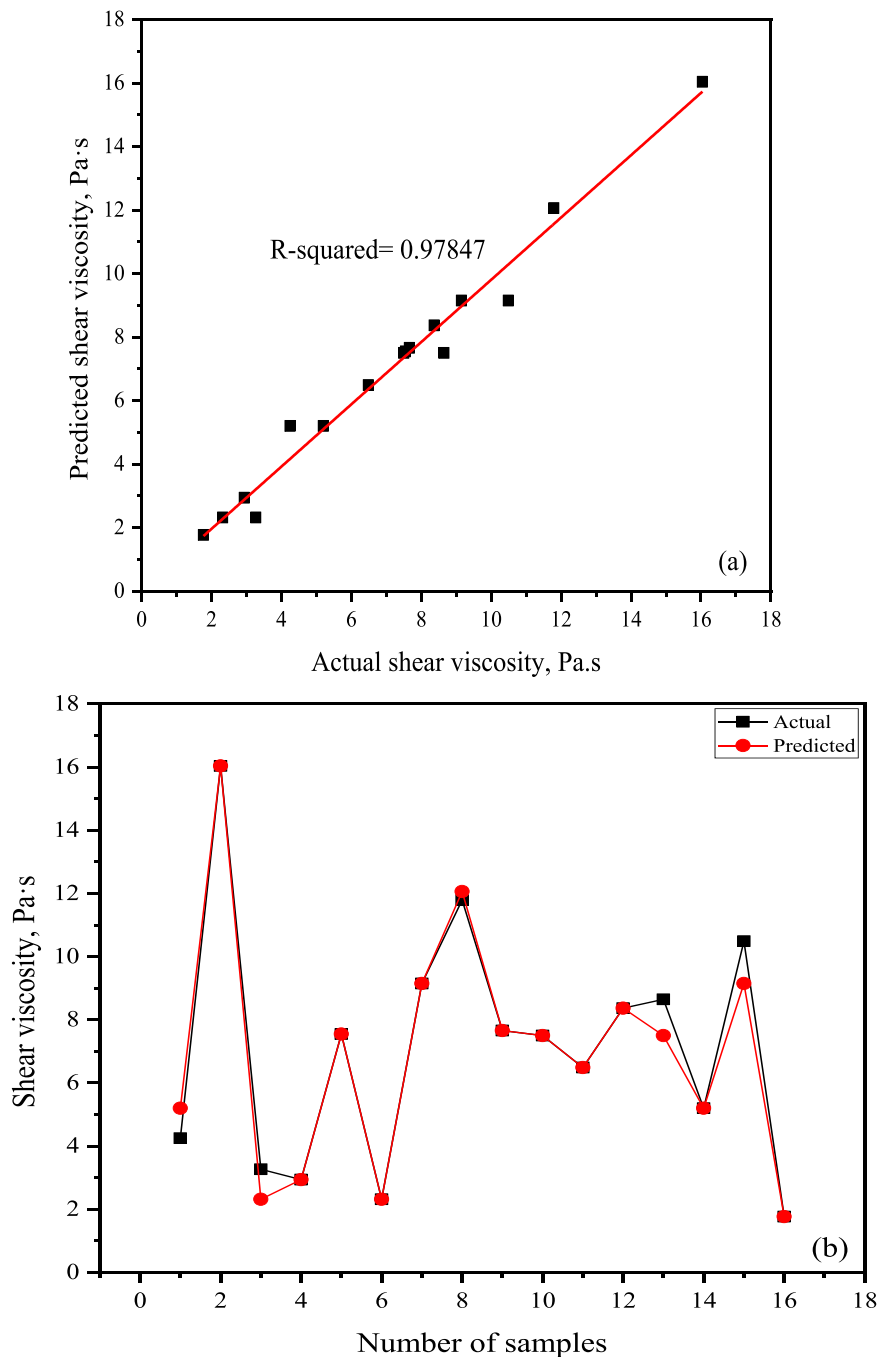 18
16
14
12
10
8
6
4
2
0
Predicted shear viscosity, Pa·s
R-squared= 0.97847
(a)
0 2 4 6 8 10 12 14 16 18
Actual shear viscosity, Pa.s
18
16
14
12
10
8
6
4
2
0
Shear viscosity, Pa·s
Actual
Predicted
(b)
0 2 4 6 8 10 12 14 16 18
Number of samples